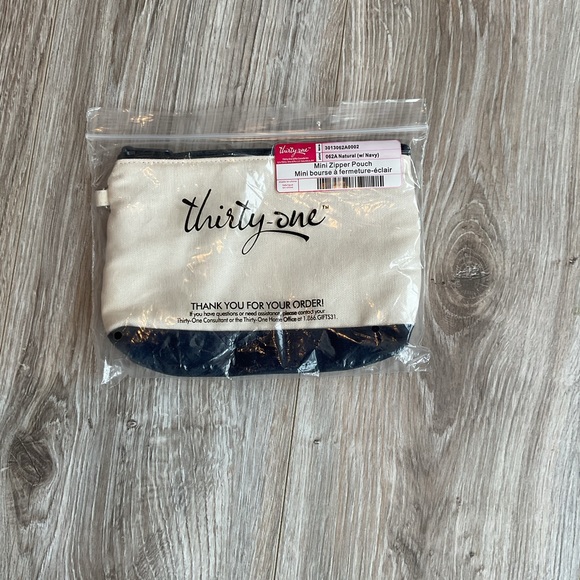 thirty-one™
3013062A0002
062A Natural (w/ Navy)
Mini Zipper Pouch
Mini bourse à fermeture-éclair
thirty-one™
THANK YOU FOR YOUR ORDER!
If you have questions or need assistance, please contact your
Thirty-One Consultant or the Thirty-One Home Office at 1.866.GIFTS31.